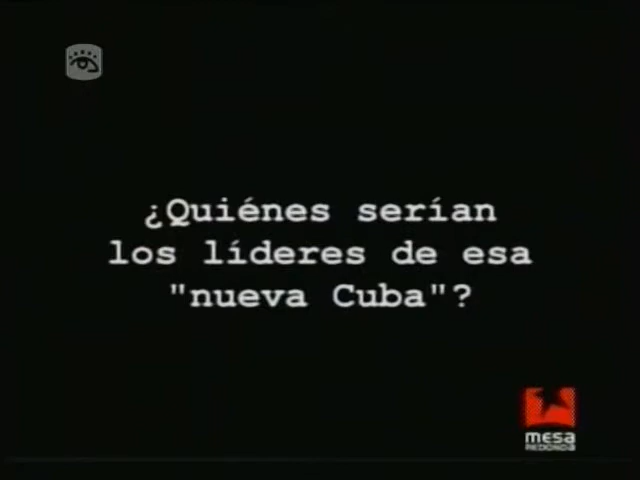 ¿Quiénes serían
los líderes de esa
"nueva Cuba"?
mesa
REDONDA